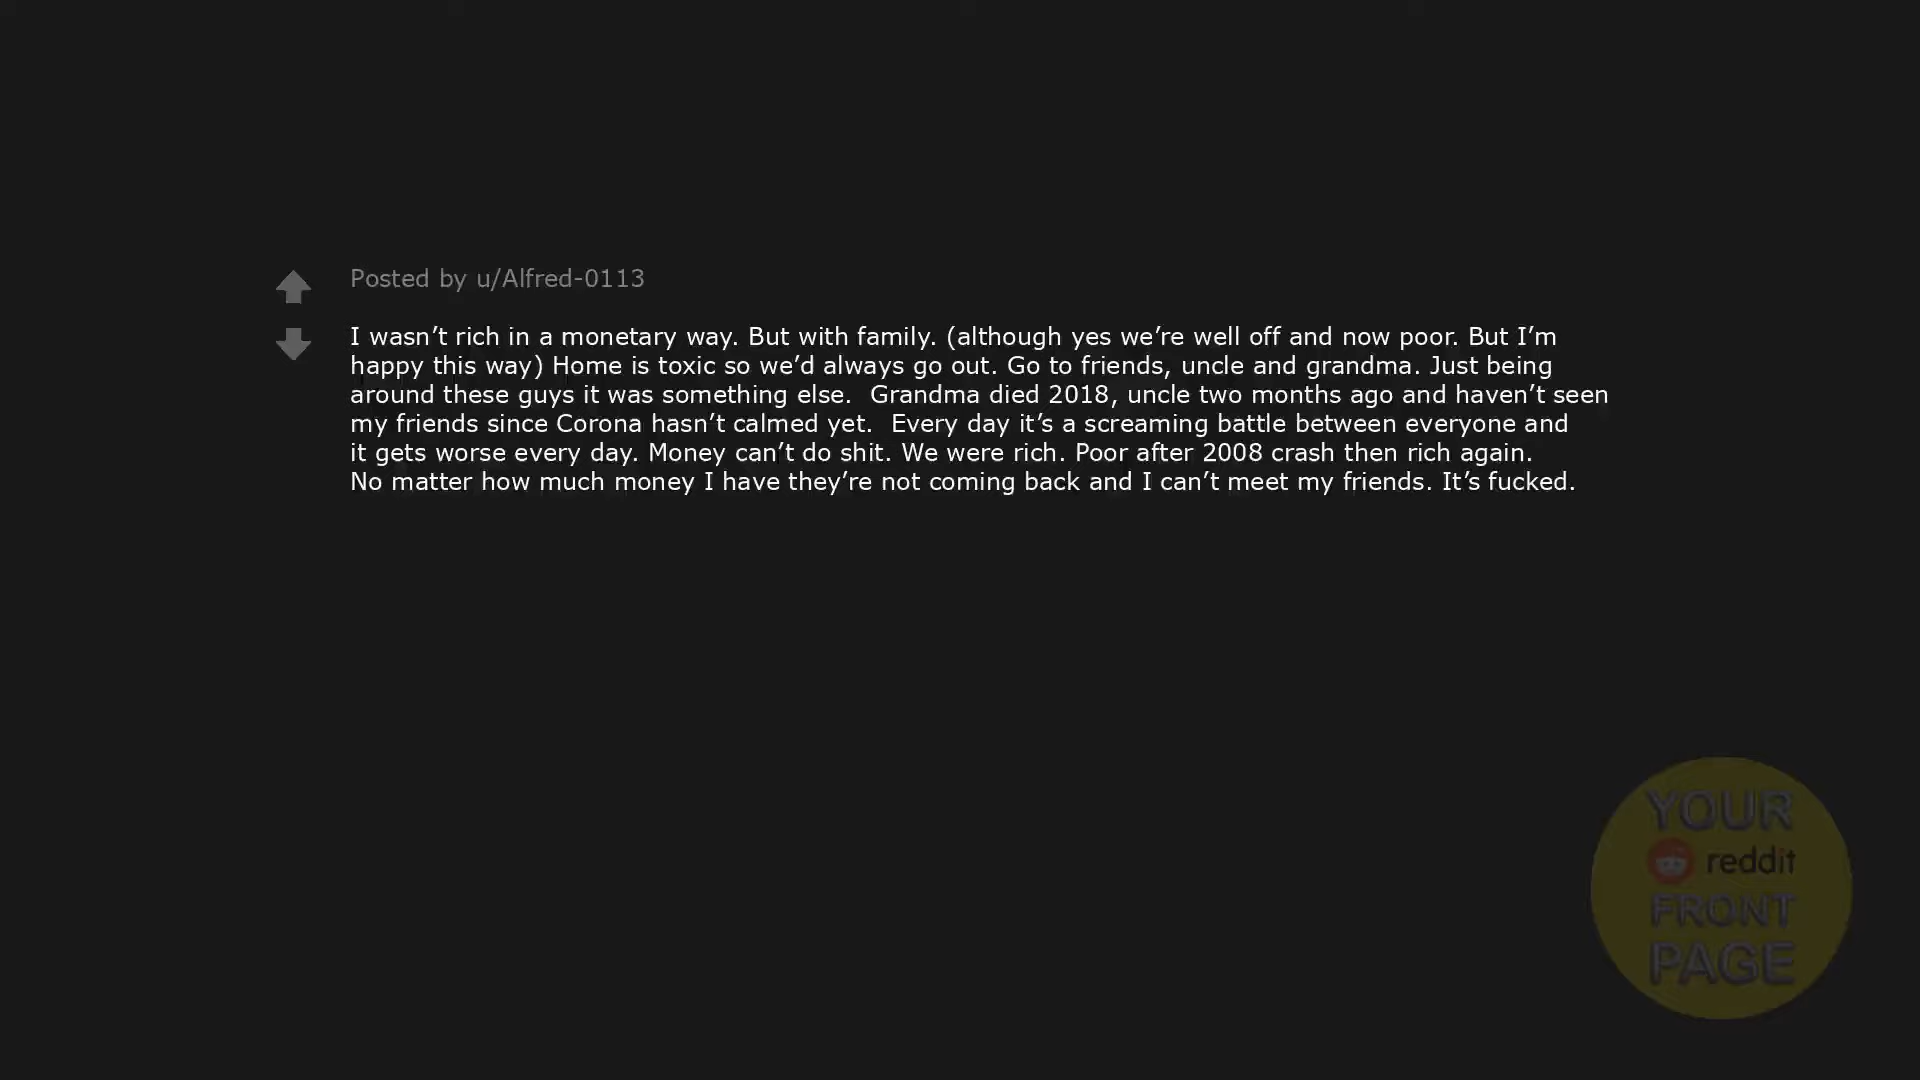 Posted by u/Alfred-0113
I wasn’t rich in a monetary way. But with family. (although yes we’re well off and now poor. But I’m
happy this way) Home is toxic so we’d always go out. Go to friends, uncle and grandma. Just being
around these guys it was something else.  Grandma died 2018, uncle two months ago and haven’t seen
my friends since Corona hasn’t calmed yet.  Every day it’s a screaming battle between everyone and
it gets worse every day. Money can’t do shit. We were rich. Poor after 2008 crash then rich again.
No matter how much money I have they’re not coming back and I can’t meet my friends. It’s fucked.
YOUR
reddit
FRONT
PAGE